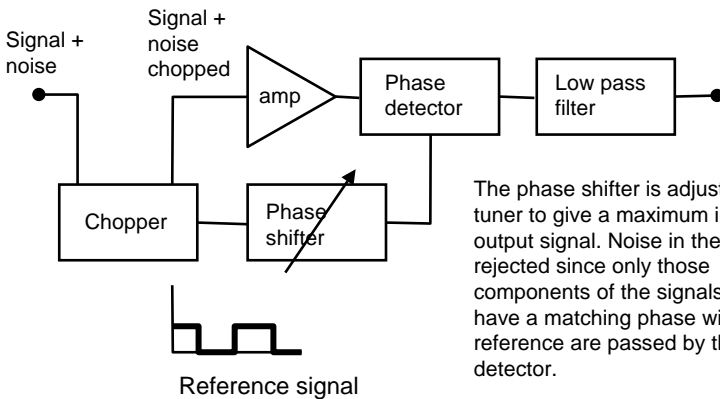 Signal +
noise
Signal +
noise
chopped
amp
Phase
detector
Low pass
filter
Chopper
Phase
shifter
The phase shifter is
tuner to give a maximum
output signal. Noise in the
rejected since only those
components of the signals
have a matching phase
reference are passed by
detector.
Reference signal